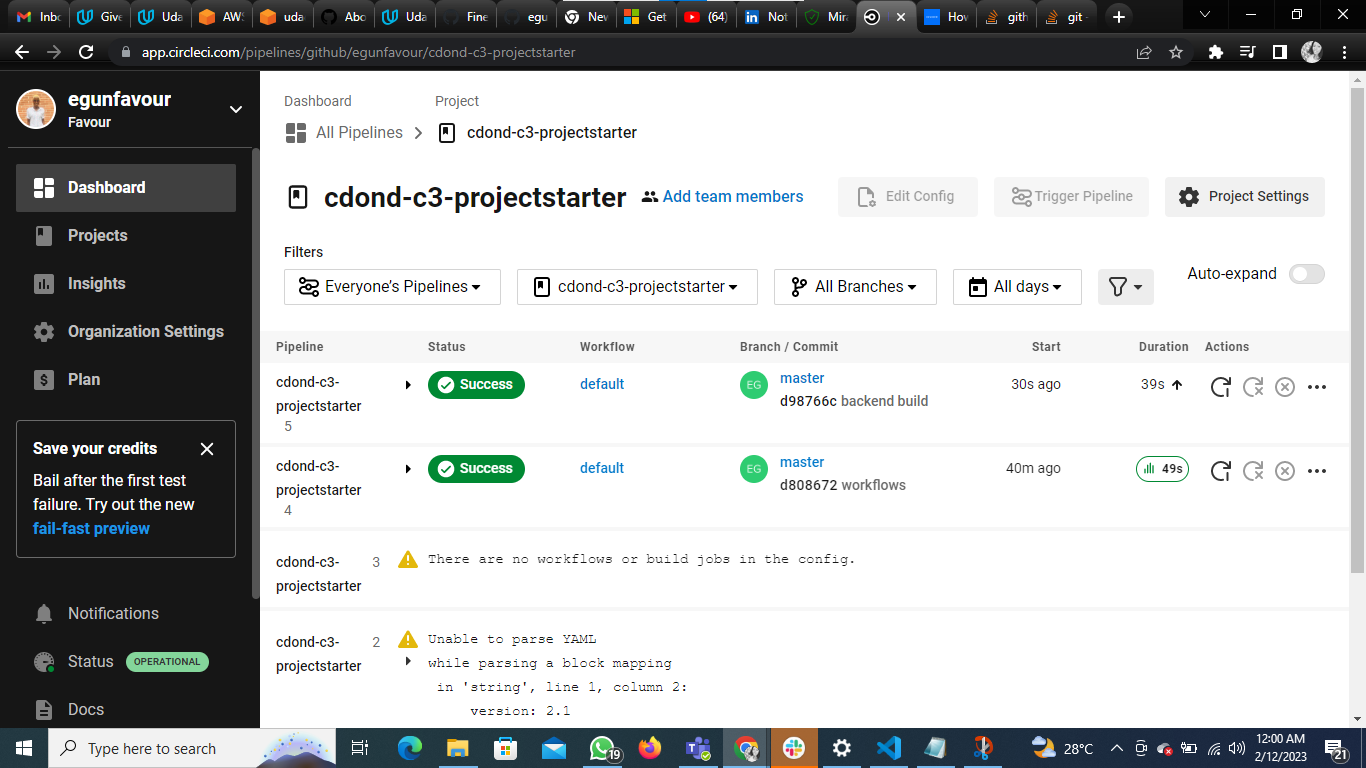 Inbo
Give
Uda
AWS
uda
Abo
Uda
Fine
egu
New
Get
(64)
Not
Mira
How
gith
git -
app.circleci.com/pipelines/github/egunfavour/cdond-c3-projectstarter
egunfavour
Favour
Dashboard
Projects
Insights
Organization Settings
Plan
Save your credits
Bail after the first test
failure. Try out the new
fail-fast preview
Notifications
Status OPERATIONAL
Docs
Dashboard Project
All Pipelines cdond-c3-projectstarter
cdond-c3-projectstarter Add team members Edit Config Trigger Pipeline Project Settings
Filters
Everyone's Pipelines cdond-c3-projectstarter All Branches All days Auto-expand
Pipeline Status Workflow Branch / Commit Start Duration Actions
cdond-c3-
projectstarter
5
Success default EG master 30s ago 39s
d98766c backend build
cdond-c3-
projectstarter
4
Success default EG master 40m ago 49s
d808672 workflows
cdond-c3-
projectstarter
3 There are no workflows or build jobs in the config.
cdond-c3-
projectstarter
2 Unable to parse YAML
while parsing a block mapping
in 'string', line 1, column 2:
version: 2.1
Type here to search
19
28°C
12:00 AM
2/12/2023
21